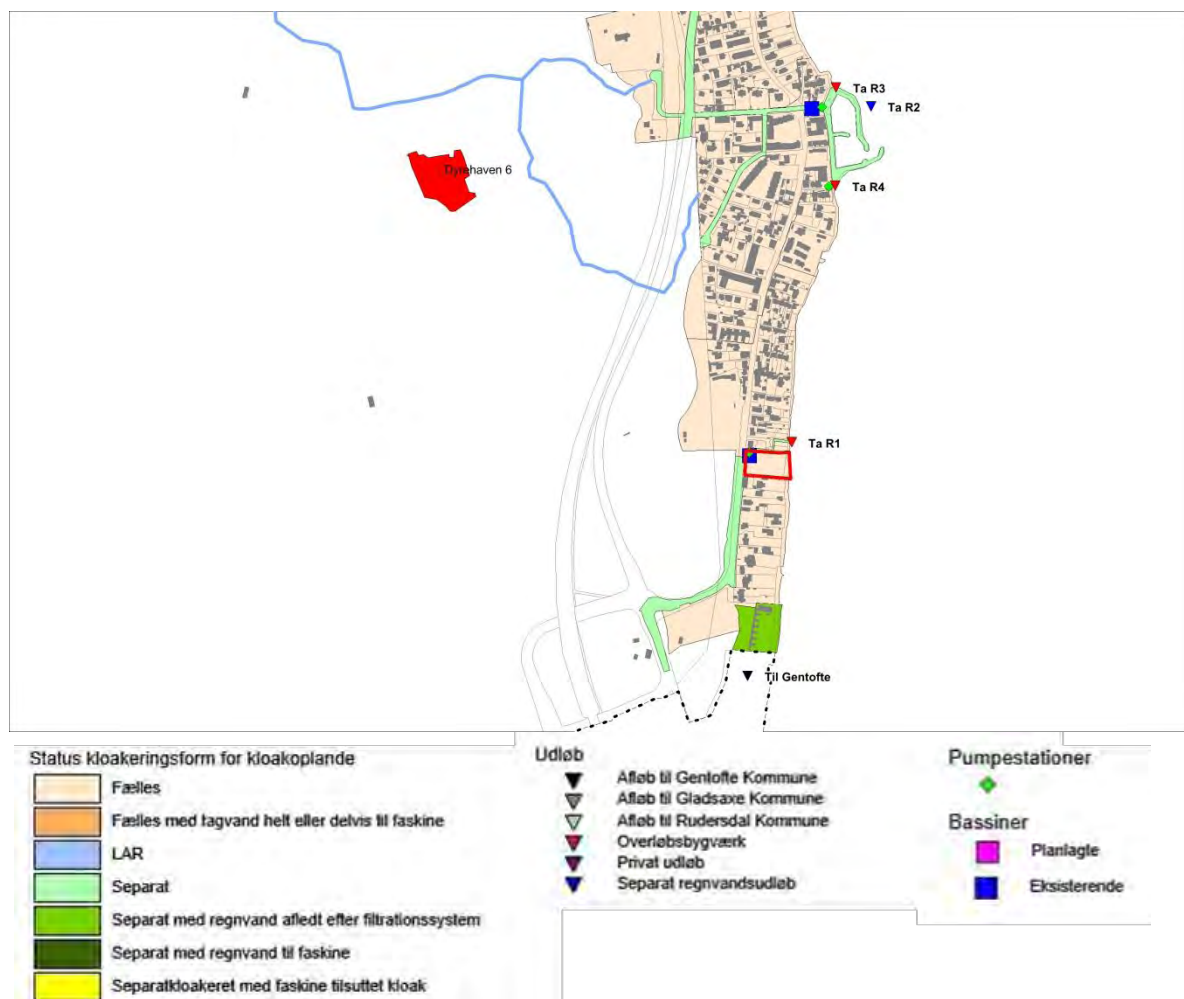 Ta R3
Ta R2
Dyrehaven 6
Ta R4
Ta R1
Til Gentofte
Status kloakeringsform for kloakoplande
Fælles
Fælles med tagvand helt eller delvis til faskine
LAR
Separat
Separat med regnvand afledt efter filtrationssystem
Separat med regnvand til faskine
Separatkloakeret med faskine tilsuttet kloak
Udløb
Afløb til Gentofte Kommune
Afløb til Gladsaxe Kommune
Afløb til Rudersdal Kommune
Overløbsbygværk
Privat udløb
Separat regnvandsudløb
Pumpestationer
Bassiner
Planlagte
Eksisterende